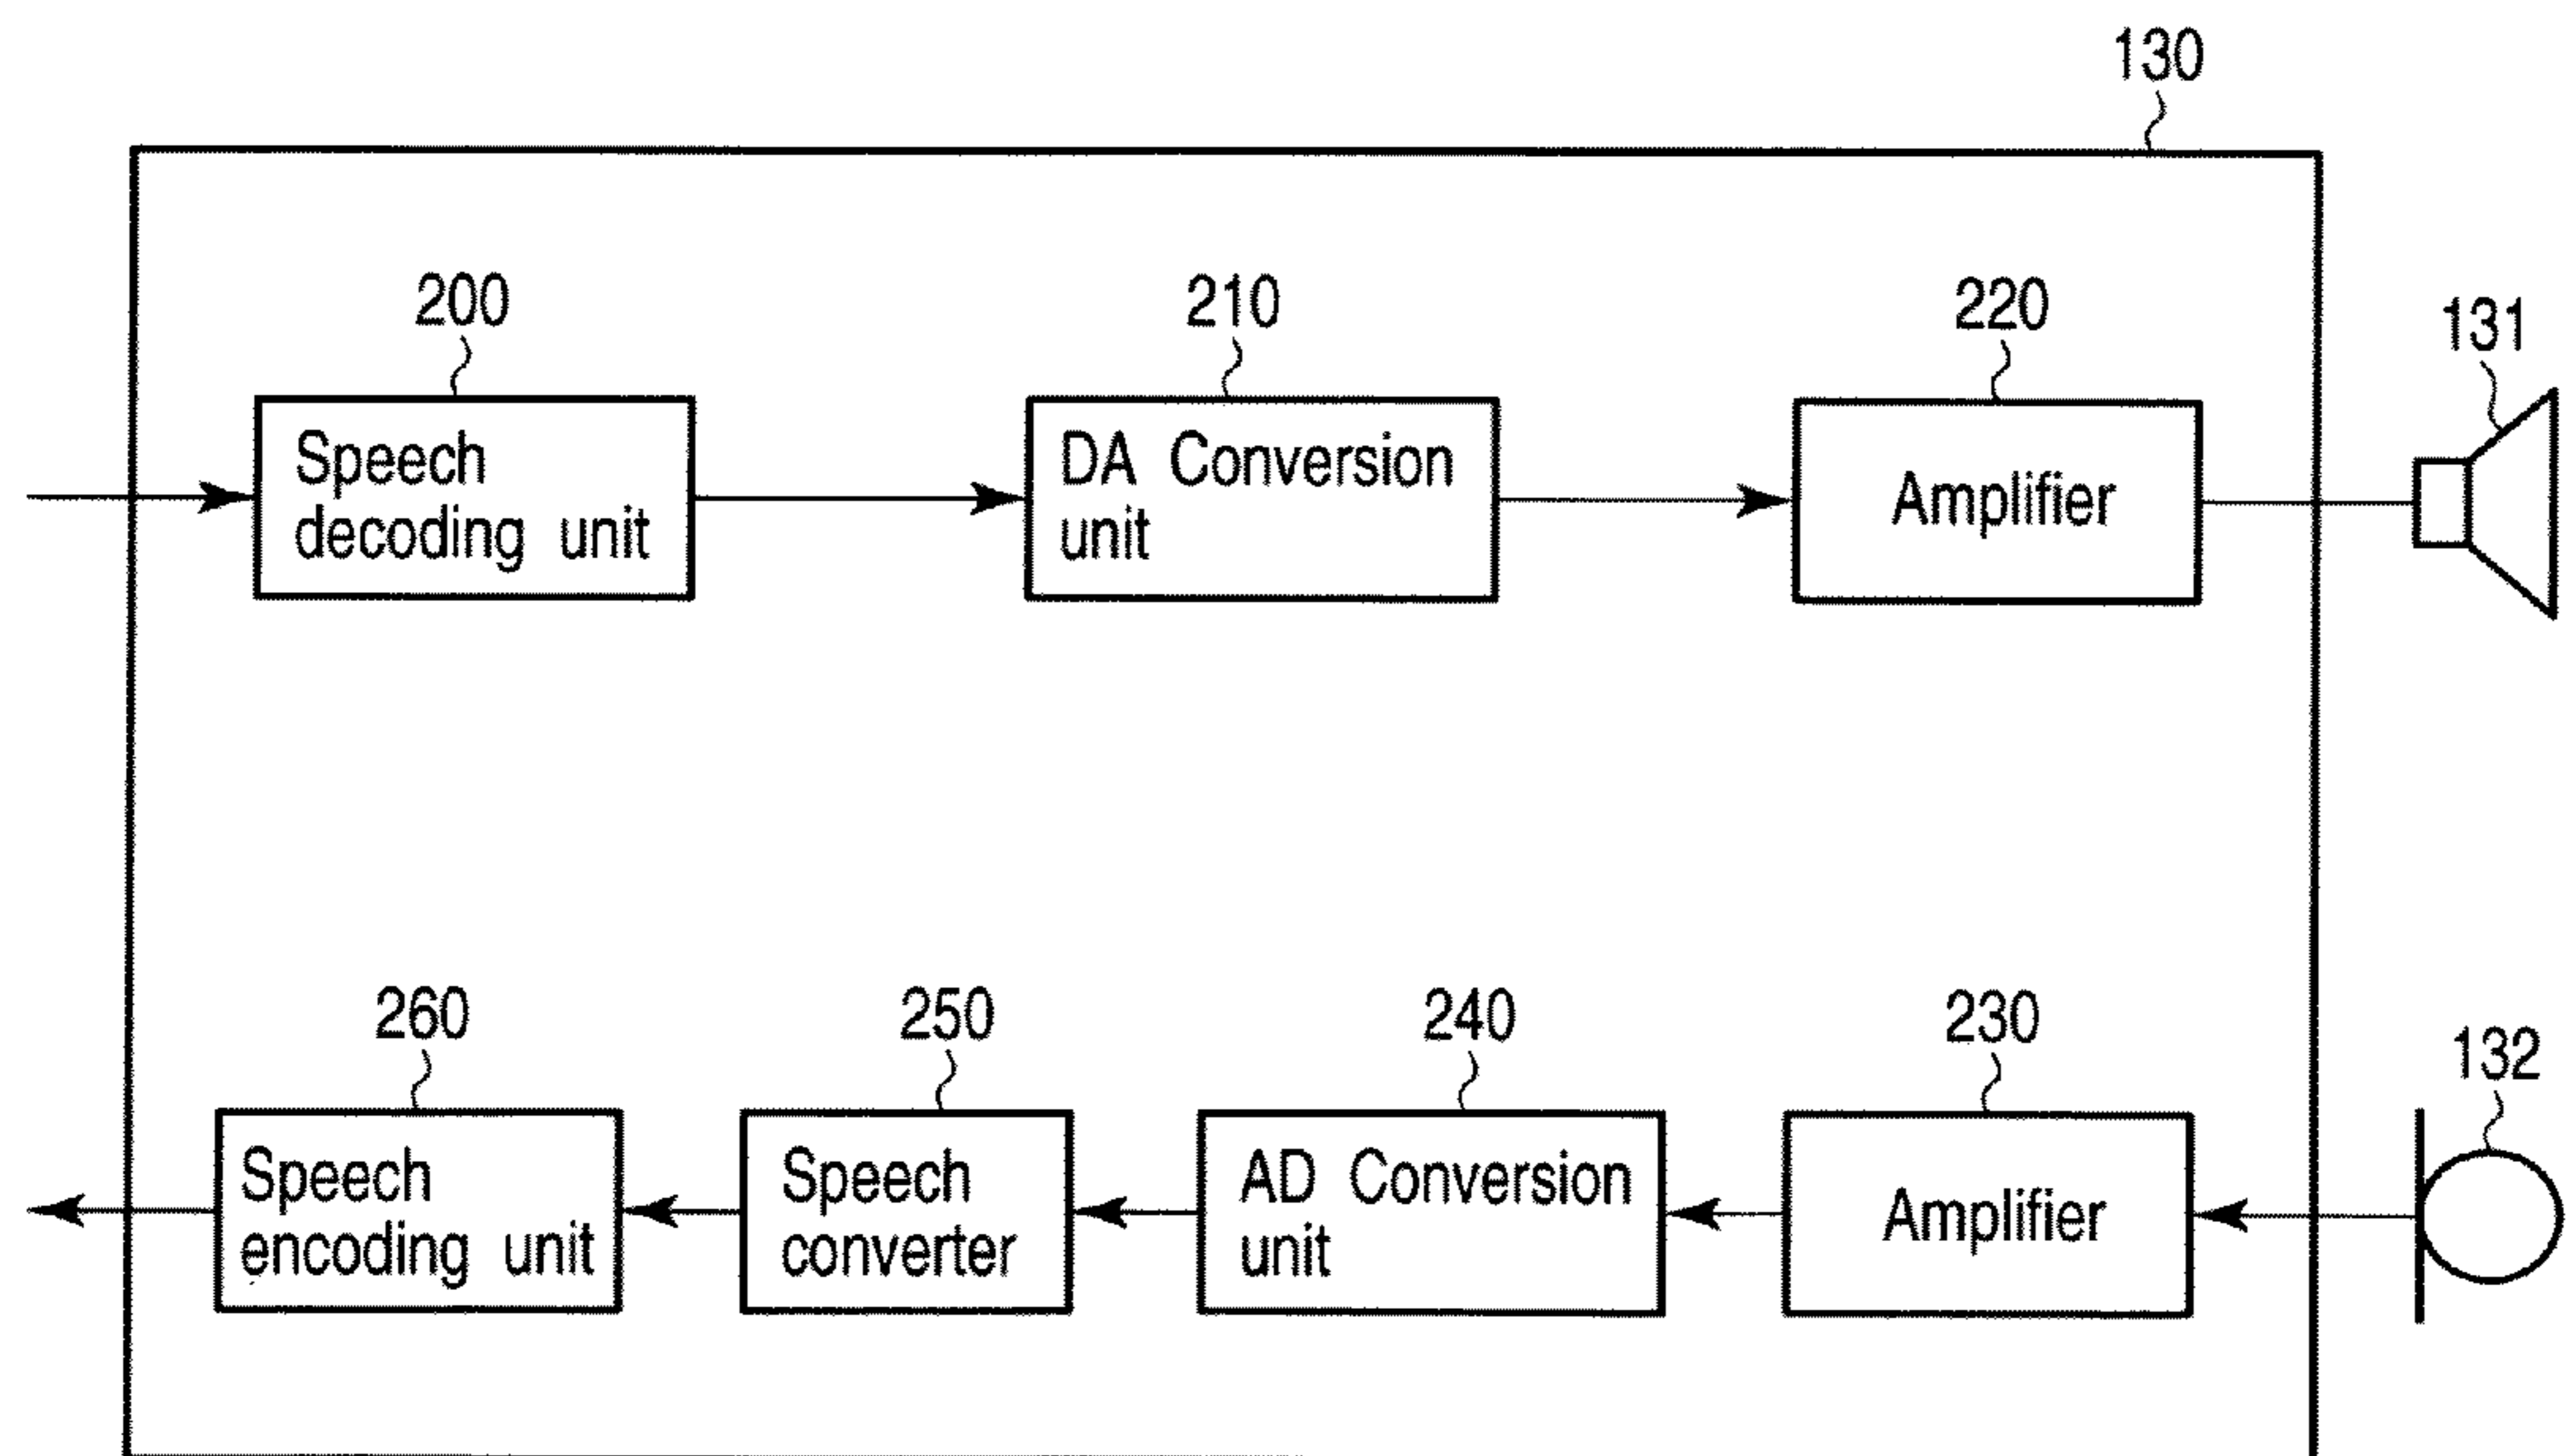 130
200
210
220
131
Speech
decoding unit
DA Conversion
unit
Amplifier
260
250
240
230
132
Speech
encoding unit
Speech
converter
AD Conversion
unit
Amplifier